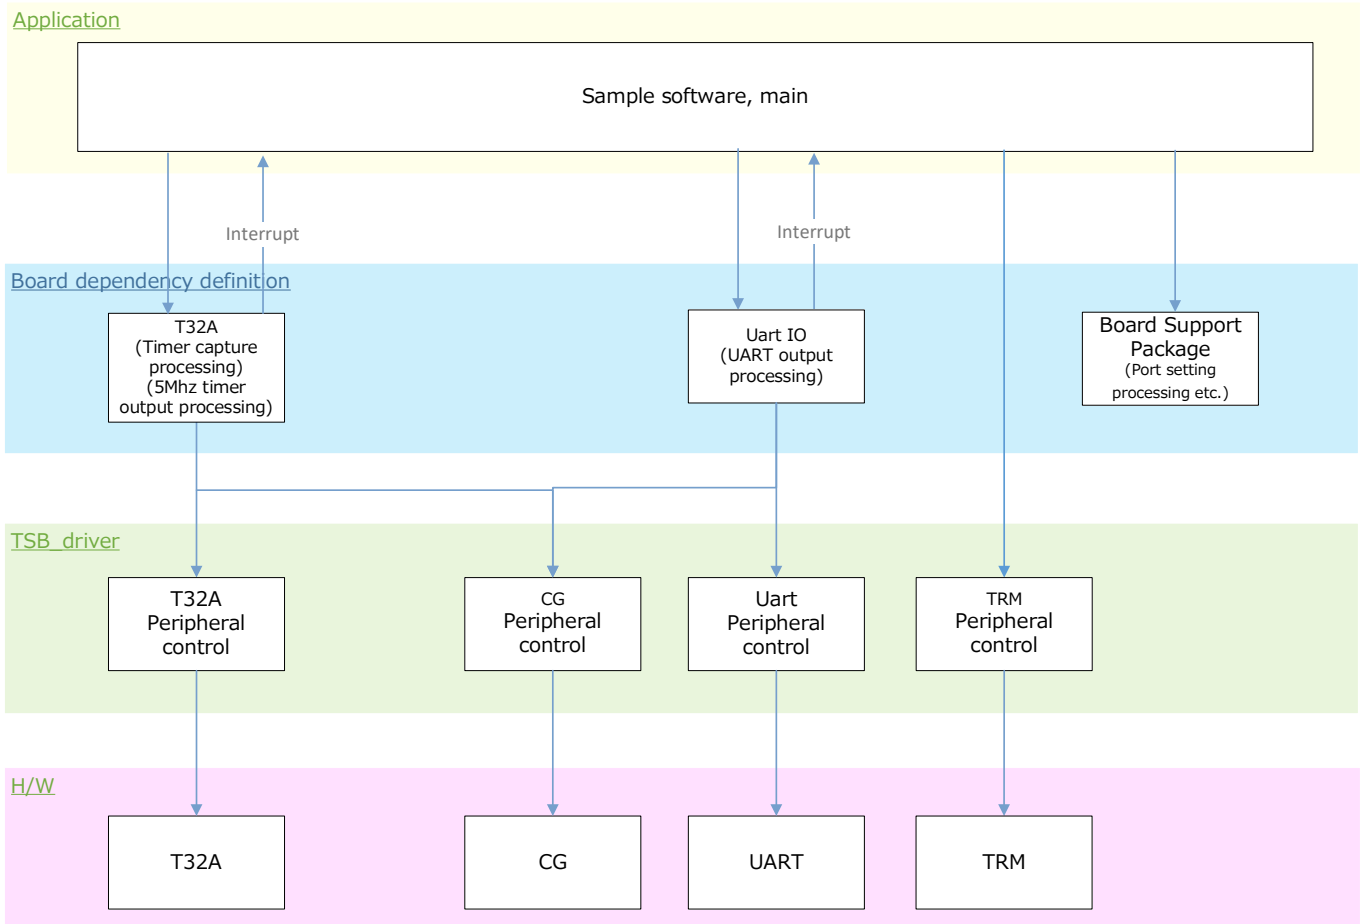 Application
Sample software, main
Interrupt
Interrupt
Board dependency definition
T32A
(Timer capture
processing)
(5Mhz timer
output processing)
Uart IO
(UART output
processing)
Board Support
Package
(Port setting
processing etc.)
TSB_driver
T32A
Peripheral
control
CG
Peripheral
control
Uart
Peripheral
control
TRM
Peripheral
control
H/W
T32A
CG
UART
TRM